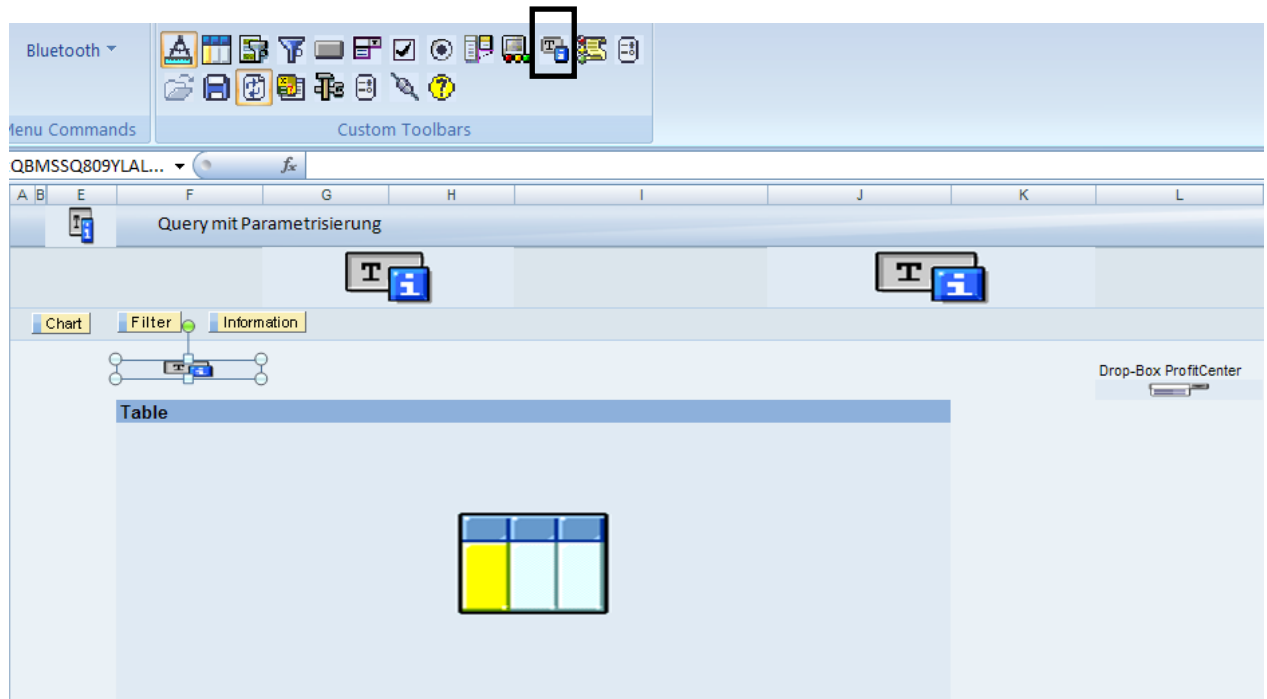 Bluetooth
Menu Commands
Custom Toolbars
QBMSSQ809YLAL... fx
A B E F G H I J K L
Query mit Parametrisierung
Chart Filter Information
Drop-Box ProfitCenter
Table